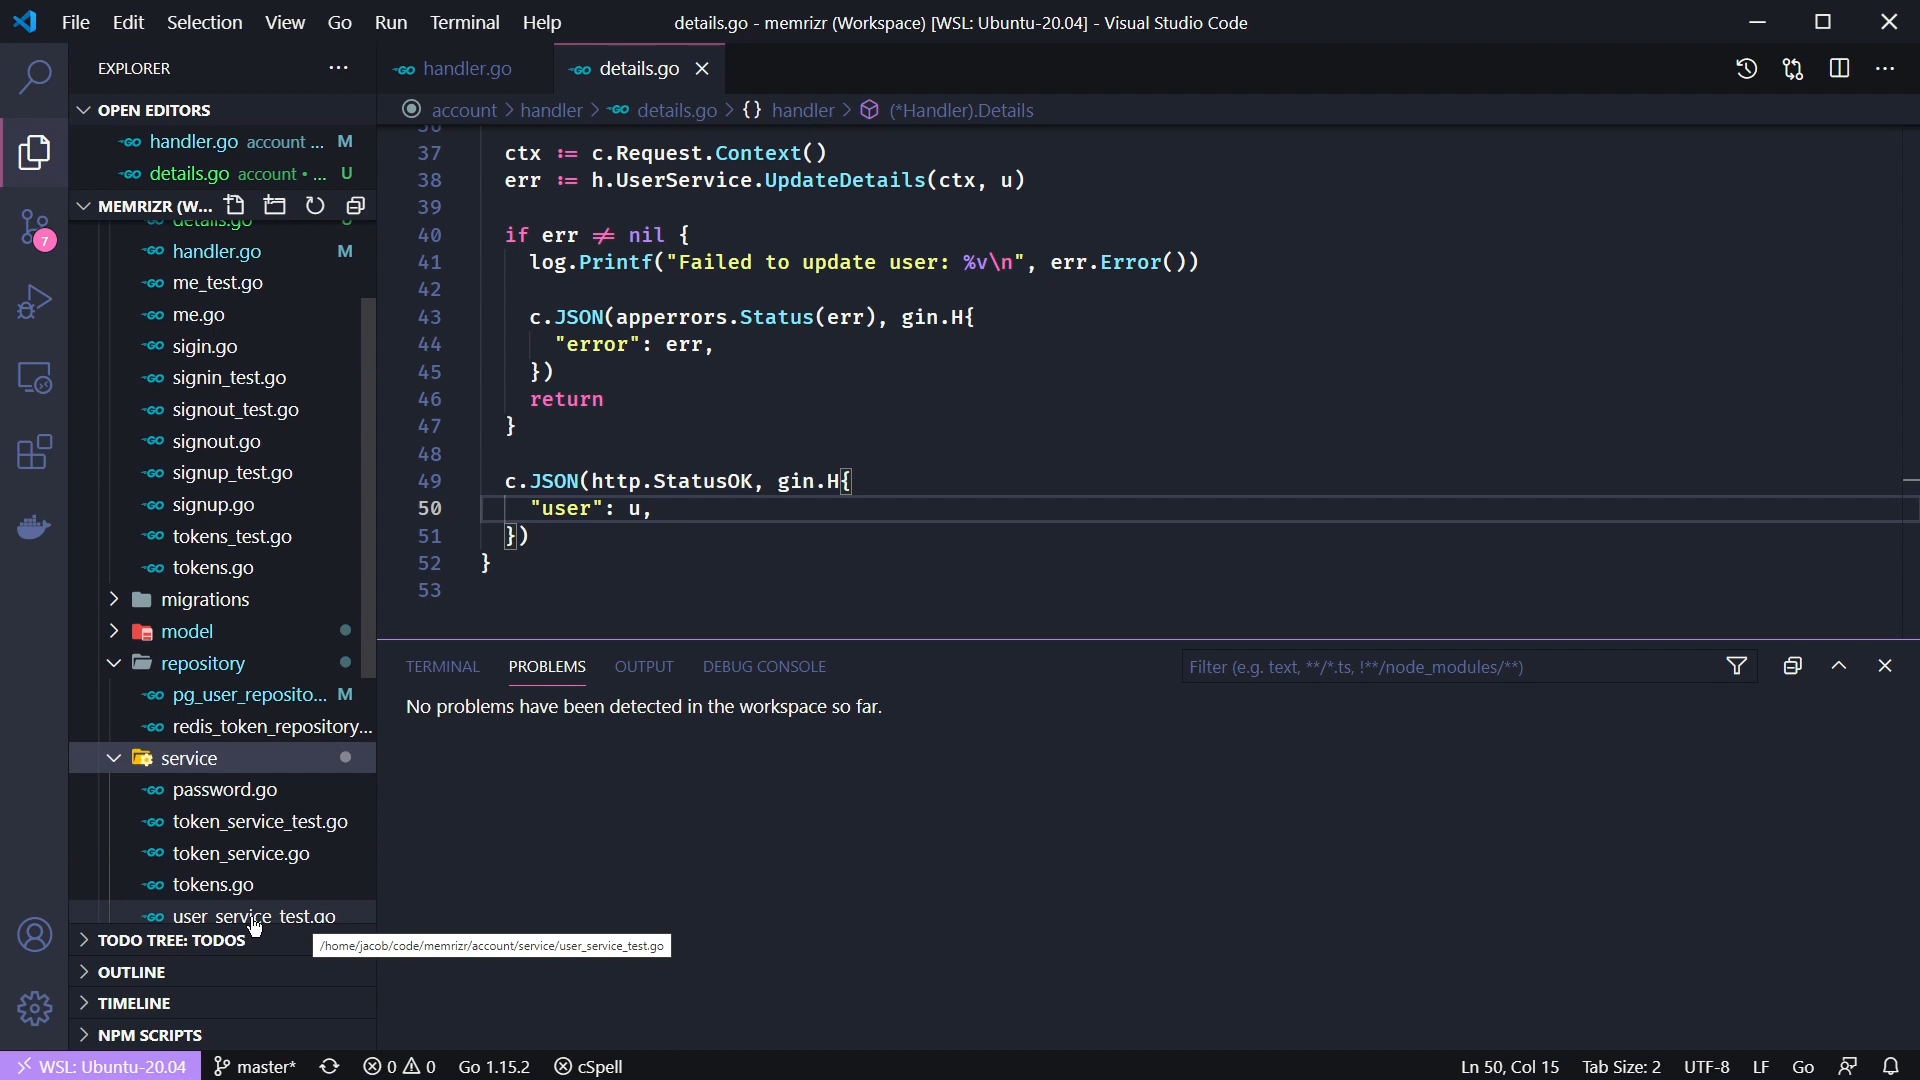 File Edit Selection View Go Run Terminal Help
details.go - memrizr (Workspace) [WSL: Ubuntu-20.04] - Visual Studio Code
EXPLORER
OPEN EDITORS
handler.go account ... M
details.go account • ... U
MEMRIZR (W...
details.go U
handler.go M
me_test.go
me.go
sigin.go
signin_test.go
signout_test.go
signout.go
signup_test.go
signup.go
tokens_test.go
tokens.go
migrations
model
repository
pg_user_reposito... M
redis_token_repository...
service
password.go
token_service_test.go
token_service.go
tokens.go
user_service_test.go
/home/jacob/code/memrizr/account/service/user_service_test.go
TODO TREE: TODOS
OUTLINE
TIMELINE
NPM SCRIPTS
7
handler.go
details.go
account > handler > details.go > {} handler > (*Handler).Details
36
37 ctx := c.Request.Context()
38 err := h.UserService.UpdateDetails(ctx, u)
39
40 if err ≠ nil {
41 log.Printf("Failed to update user: %v\n", err.Error())
42
43 c.JSON(apperrors.Status(err), gin.H{
44 "error": err,
45 })
46 return
47 }
48
49 c.JSON(http.StatusOK, gin.H{
50 "user": u,
51 })
52 }
53
TERMINAL PROBLEMS OUTPUT DEBUG CONSOLE
Filter (e.g. text, **/*.ts, !**/node_modules/**)
No problems have been detected in the workspace so far.
WSL: Ubuntu-20.04 master* 0 0 Go 1.15.2 cSpell
Ln 50, Col 15 Tab Size: 2 UTF-8 LF Go